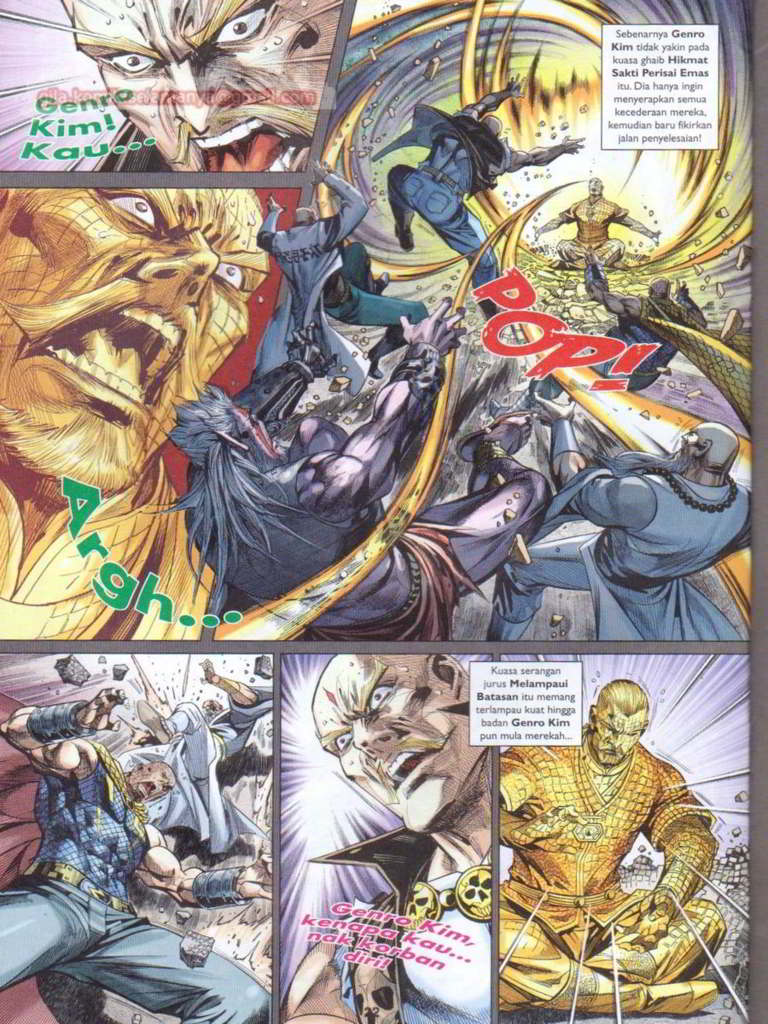 Genro
Kim!
Kau...
Sebenarnya Genro
Kim tidak yakin pada
kuasa ghaib Hikmat
Sakti Perisai Emas
itu. Dia hanya ingin
menyerapkan semua
kecederaan mereka,
kemudian baru fikirkan
jalan penyelesaian!
POP!
Argh...
Kuasa serangan
jurus Melampaui
Batasan itu memang
terlampau kuat hingga
badan Genro Kim
pun mula merekah...
Genro Kim,
kenapa kau...
nak korban
diri!
22